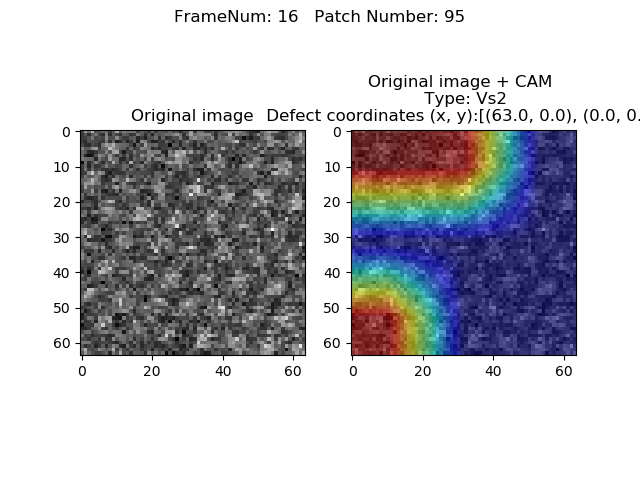 FrameNum: 16   Patch Number: 95
Original image + CAM
Type: Vs2
Original image   Defect coordinates (x, y):[(63.0, 0.0), (0.0, 0.
0 10 20 30 40 50 60
0 20 40 60
0 10 20 30 40 50 60
0 20 40 60